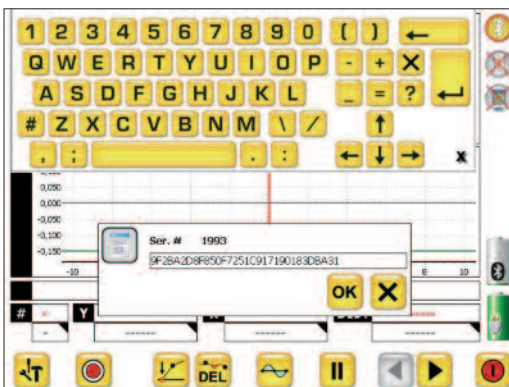 1 2 3 4 5 6 7 8 9 0 ( ) ←
Q W E R T Y U I O P - + X
A S D F G H J K L _ = ? ↵
# Z X C V B N M \ / ↑
, ; . : ← ↓ → x
0,050
0,000
-0,050
-0,100
-0,150
-10 8 10
Ser. # 1993
9F2BA2D8F850F7251C917190183DBA31
OK X
# Y
- ------ ------ ------
T DEL